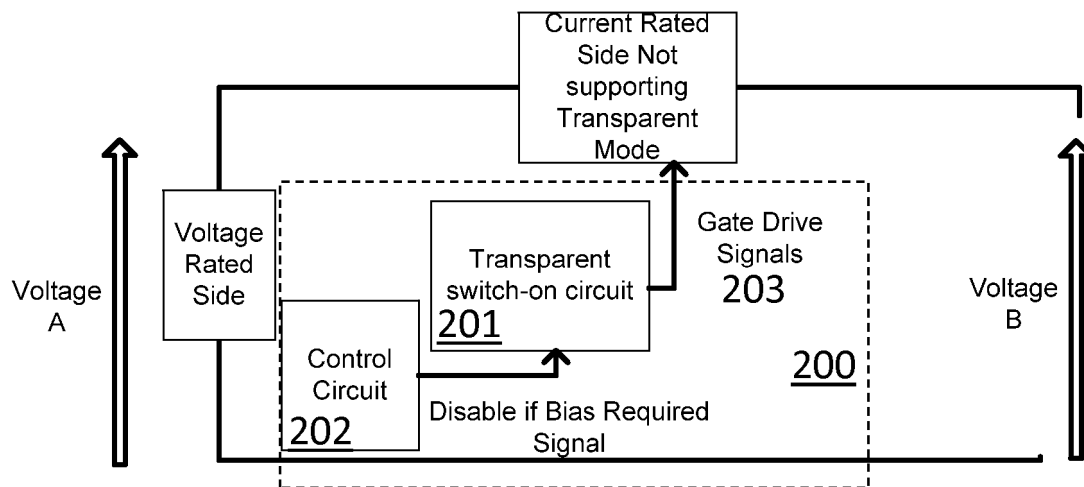 Current Rated
Side Not
supporting
Transparent
Mode
Voltage
Rated
Side
Voltage
A
Transparent
switch-on circuit
201
Gate Drive
Signals
203
Voltage
B
Control
Circuit
202
200
Disable if Bias Required
Signal